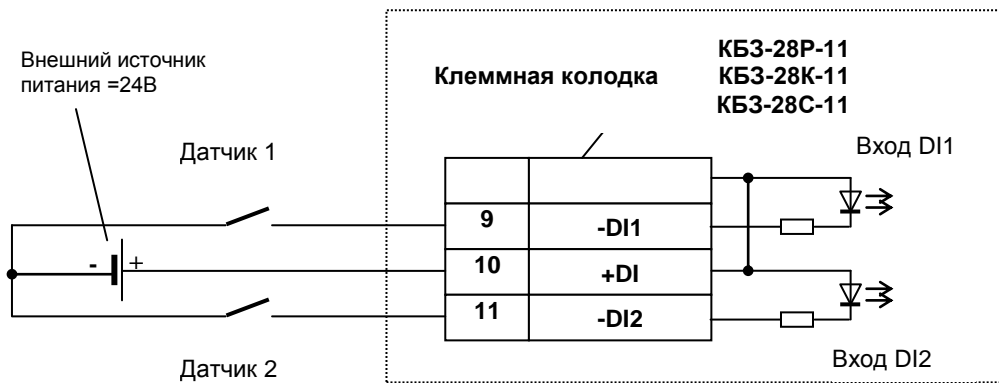 Внешний источник
питания =24В
Клеммная колодка
КБЗ-28Р-11
КБЗ-28К-11
КБЗ-28С-11
Датчик 1
Вход DI1
9 -DI1
- + 10 +DI
11 -DI2
Датчик 2
Вход DI2